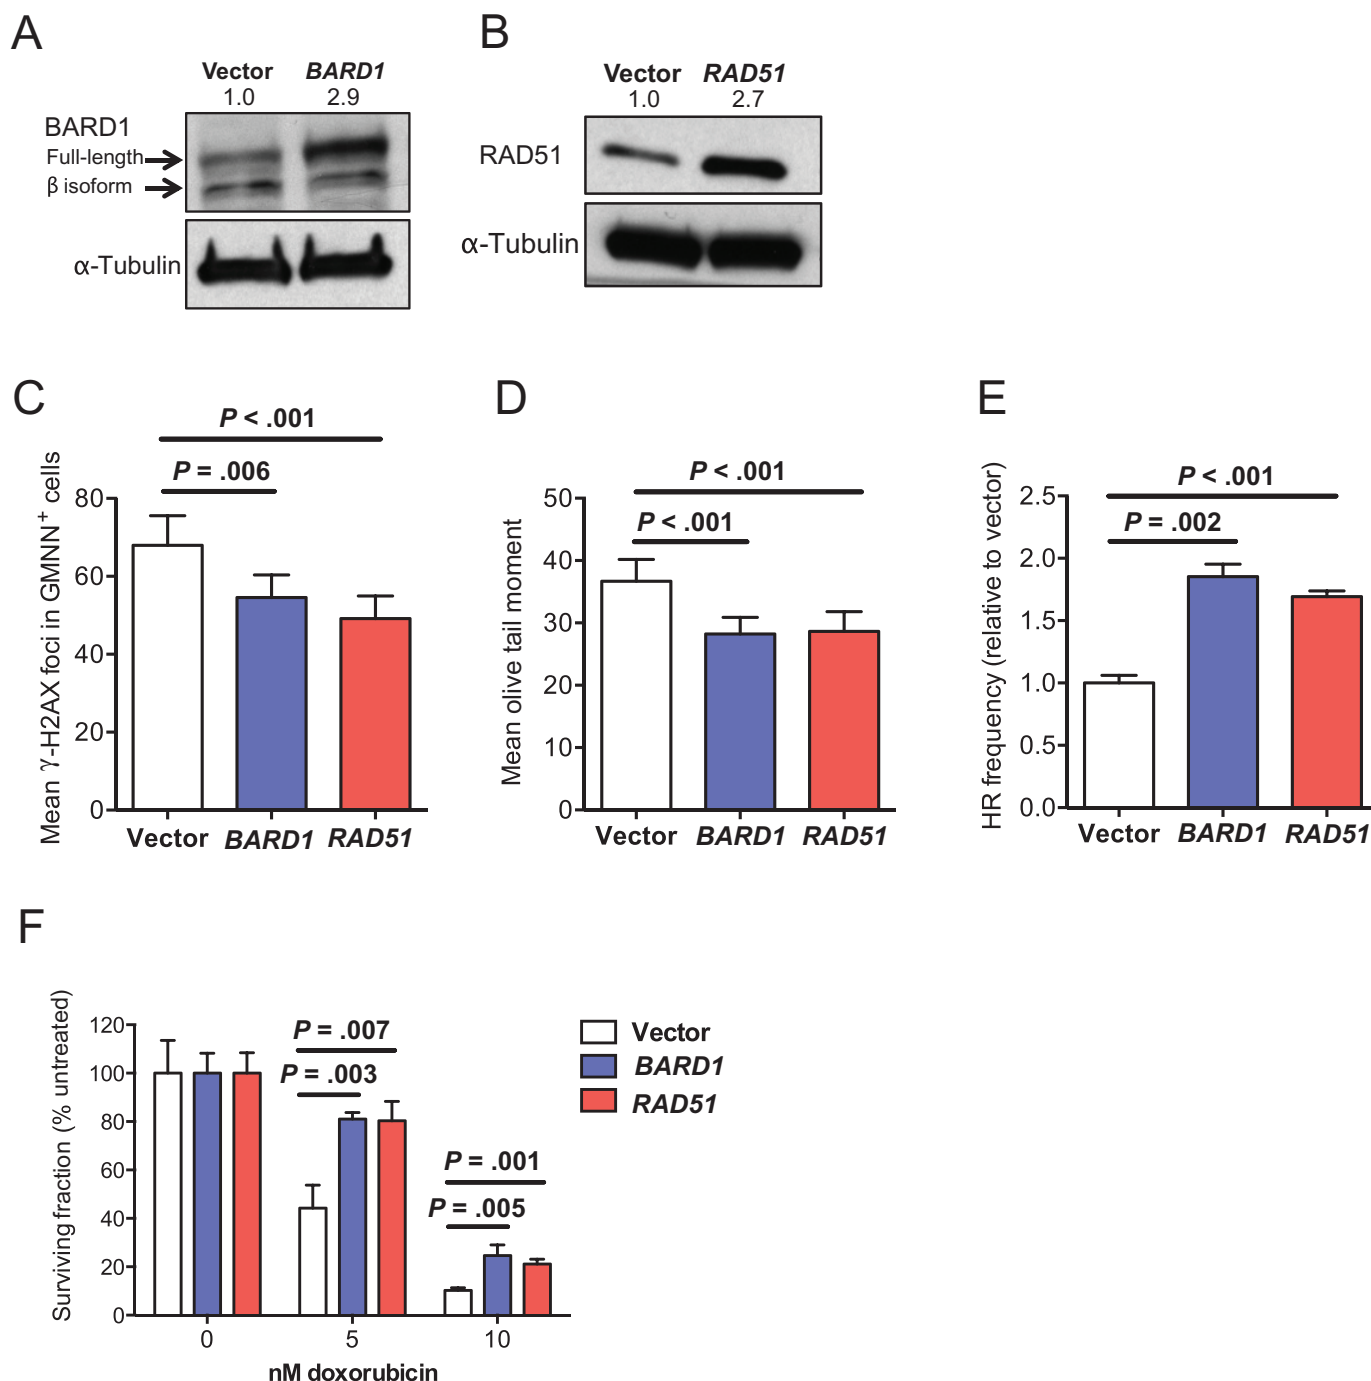 A
Vector BARD1
1.0 2.9
BARD1
Full-length
β isoform
α-Tubulin
B
Vector RAD51
1.0 2.7
RAD51
α-Tubulin
C
P < .001
P = .006
Mean γ-H2AX foci in GMNN+ cells
80
60
40
20
0
Vector BARD1 RAD51
D
P < .001
P < .001
Mean olive tail moment
50
40
30
20
10
0
Vector BARD1 RAD51
E
P < .001
P = .002
HR frequency (relative to vector)
2.5
2.0
1.5
1.0
0.5
0.0
Vector BARD1 RAD51
F
Surviving fraction (% untreated)
120
100
80
60
40
20
0
P = .007
P = .003
P = .001
P = .005
0 5 10
nM doxorubicin
Vector
BARD1
RAD51